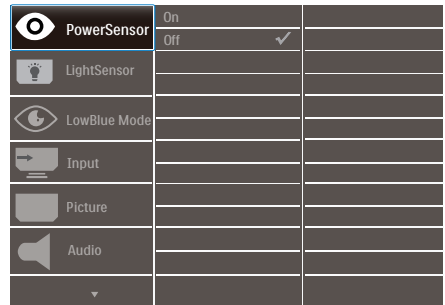 PowerSensor
On
Off
LightSensor
LowBlue Mode
Input
Picture
Audio